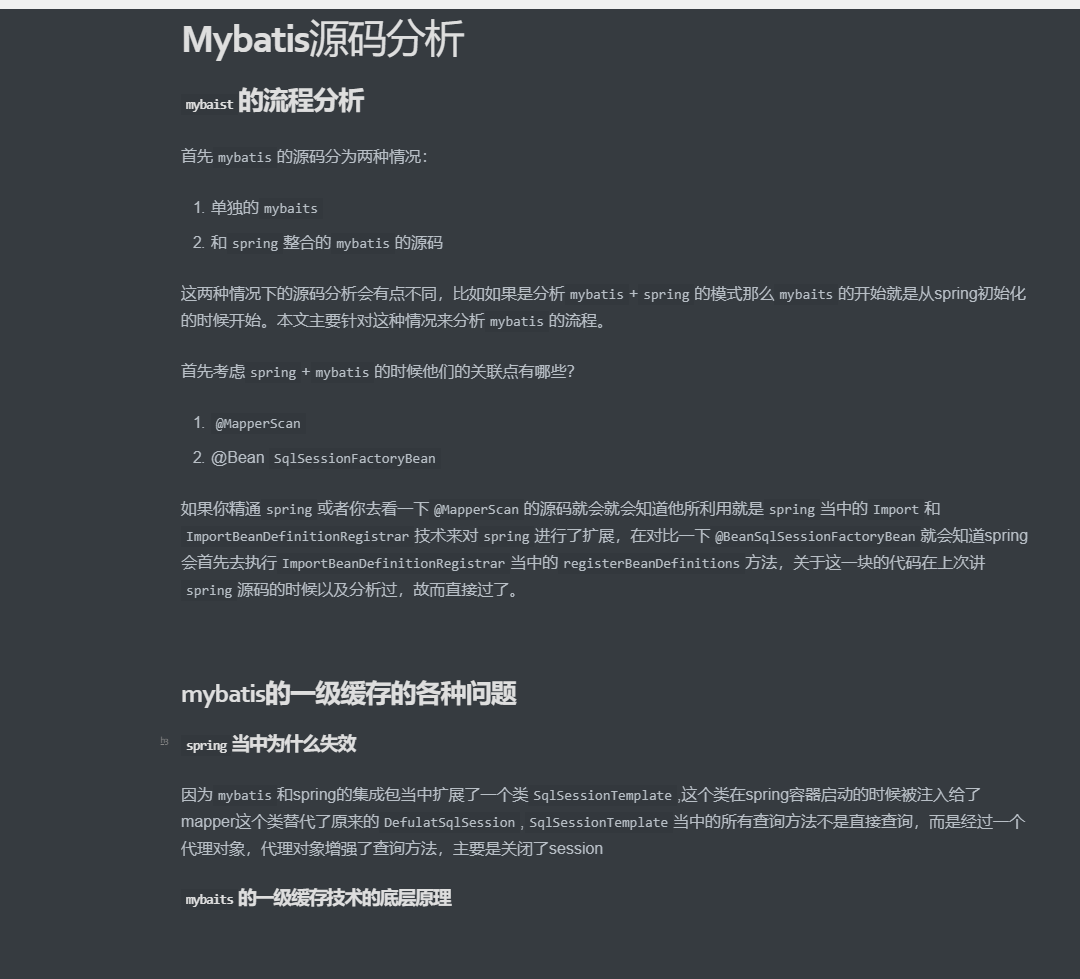 Mybatis源码分析
mybaist 的流程分析
首先 mybatis 的源码分为两种情况：
1. 单独的 mybaits
2. 和 spring 整合的 mybatis 的源码
这两种情况下的源码分析会有点不同，比如如果是分析 mybatis + spring 的模式那么 mybaits 的开始就是从spring初始化
的时候开始。本文主要针对这种情况来分析 mybatis 的流程。
首先考虑 spring + mybatis 的时候他们的关联点有哪些？
1. @MapperScan
2. @Bean SqlSessionFactoryBean
如果你精通 spring 或者你去看一下 @MapperScan 的源码就会就会知道他所利用就是 spring 当中的 Import 和
ImportBeanDefinitionRegistrar 技术来对 spring 进行了扩展，在对比一下 @BeanSqlSessionFactoryBean 就会知道spring
会首先去执行 ImportBeanDefinitionRegistrar 当中的 registerBeanDefinitions 方法，关于这一块的代码在上次讲
spring 源码的时候以及分析过，故而直接过了。
mybatis的一级缓存的各种问题
h3
spring 当中为什么失效
因为 mybatis 和spring的集成包当中扩展了一个类 SqlSessionTemplate ,这个类在spring容器启动的时候被注入给了
mapper这个类替代了原来的 DefulatSqlSession , SqlSessionTemplate 当中的所有查询方法不是直接查询，而是经过一个
代理对象，代理对象增强了查询方法，主要是关闭了session
mybaits 的一级缓存技术的底层原理